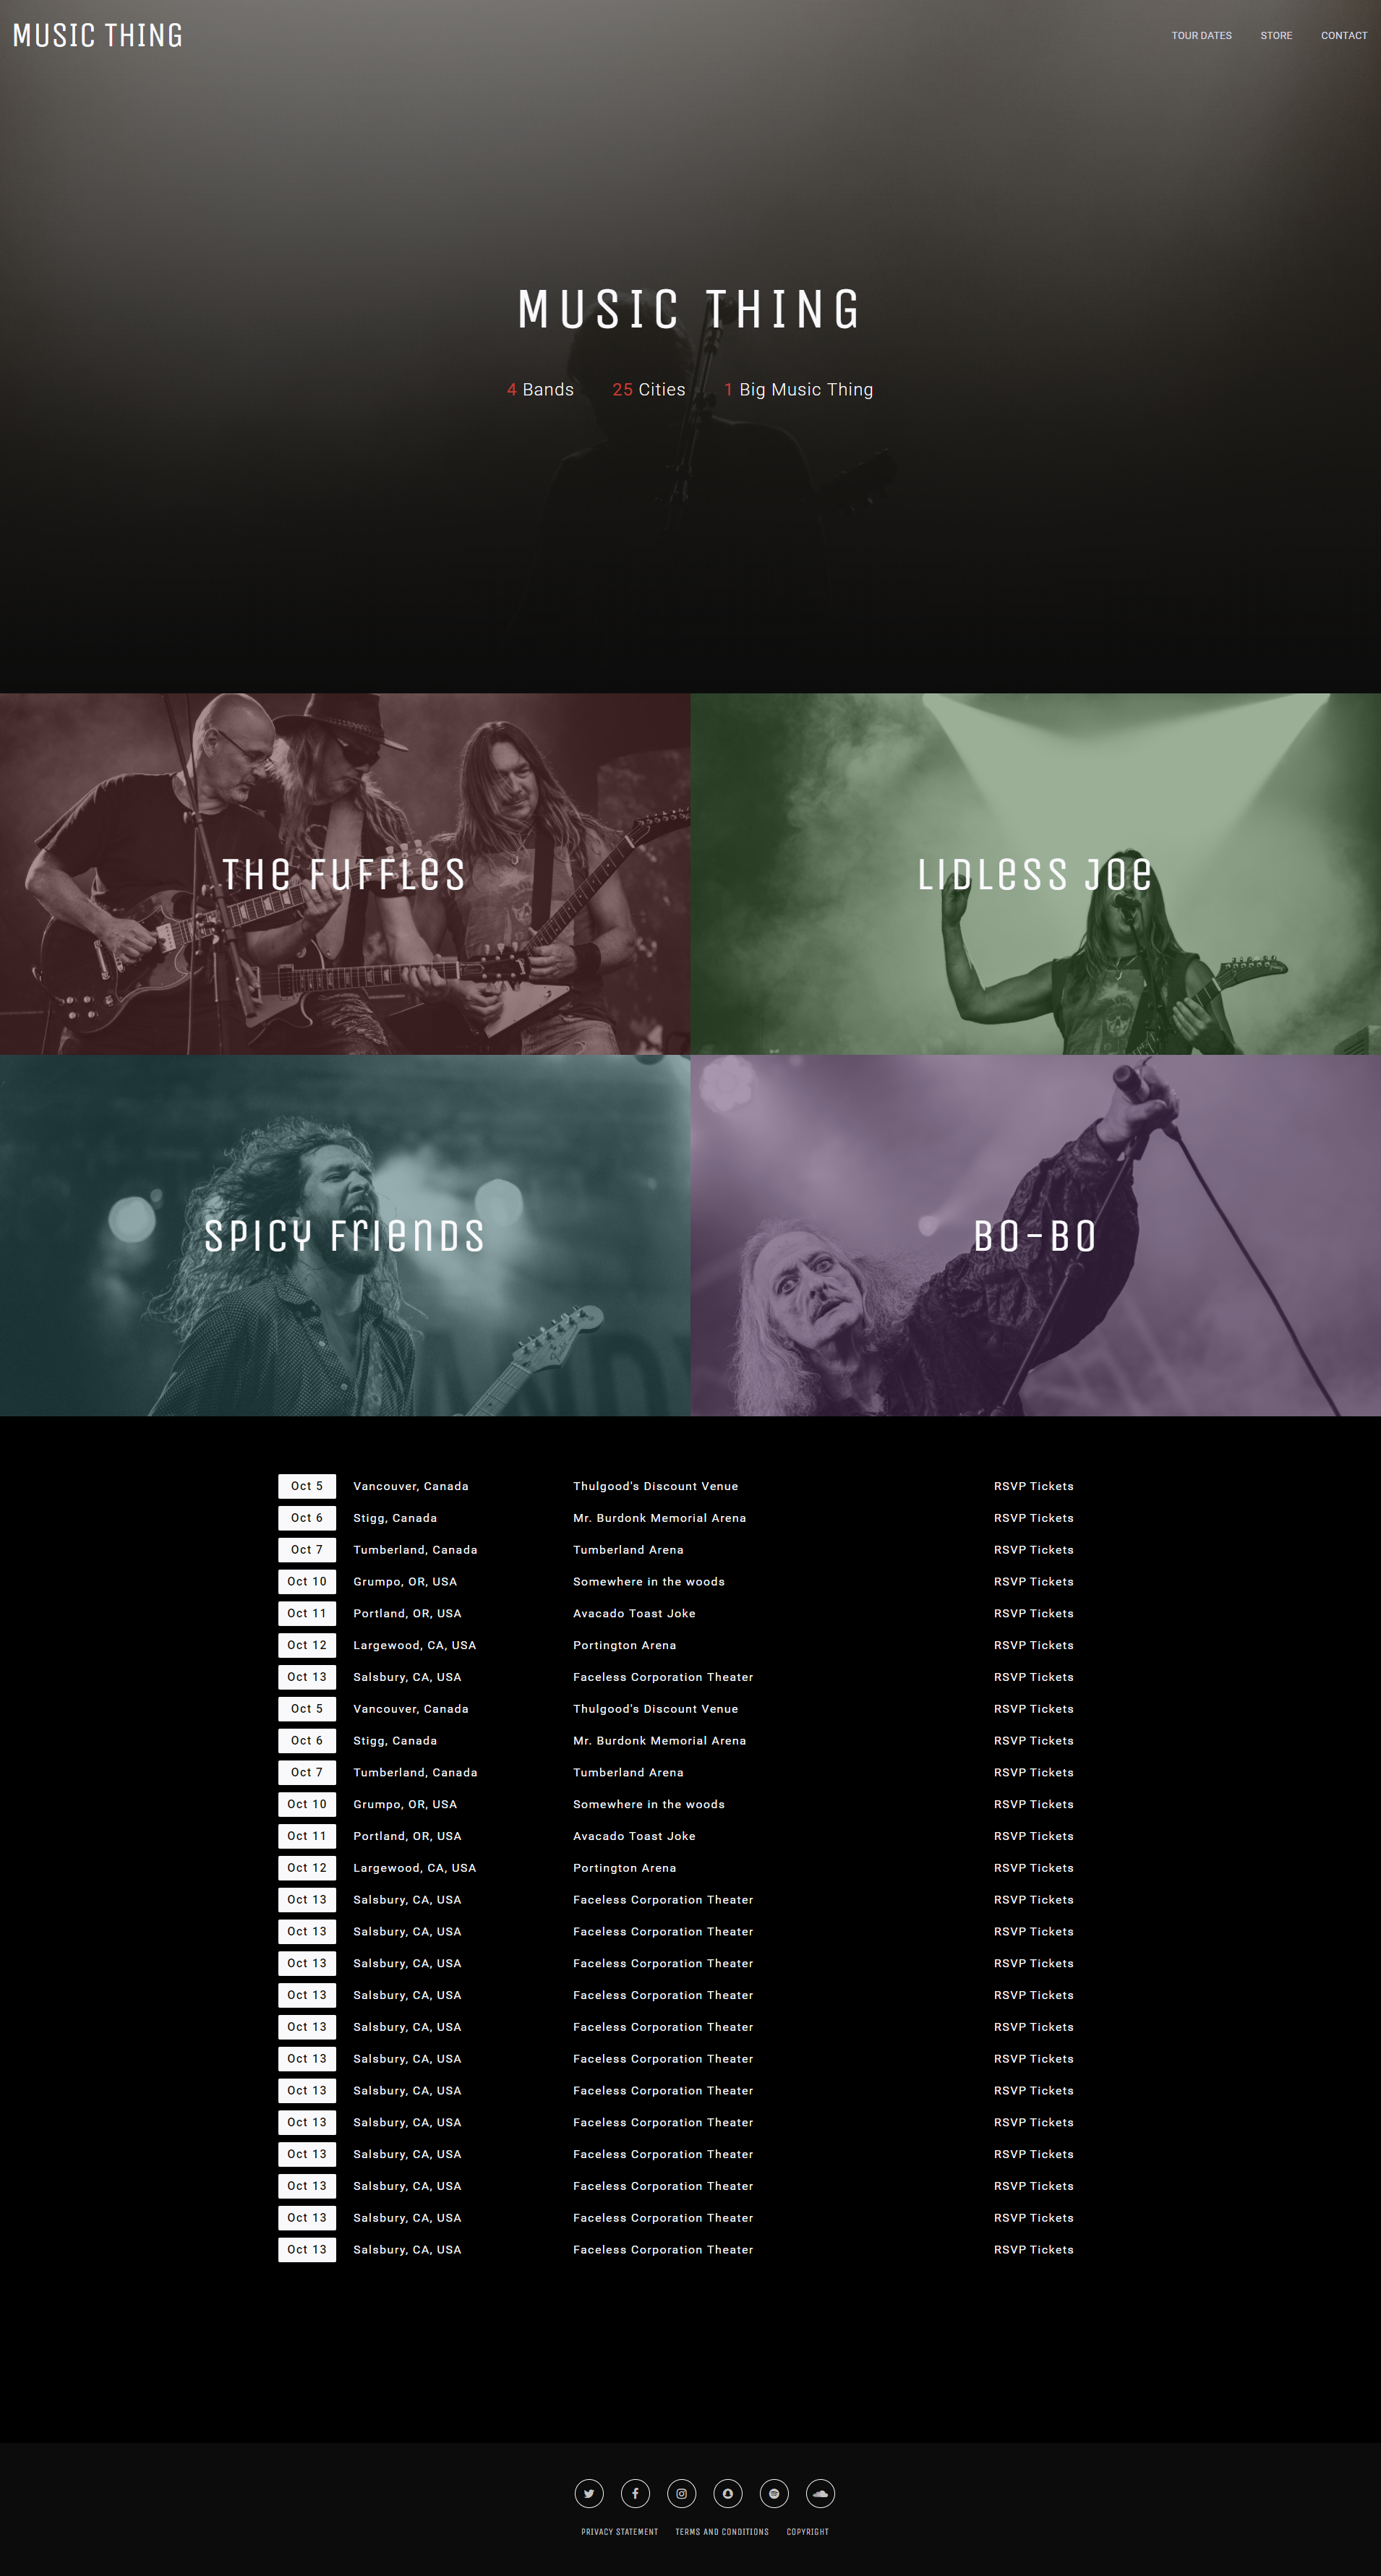 MUSIC THING
TOUR DATES STORE CONTACT
MUSIC THING
4 Bands 25 Cities 1 Big Music Thing
THe FUFFLeS
LIDLeSS JOe
SPICY FrIenDS
BO-BO
Oct 5 Vancouver, Canada Thulgood's Discount Venue RSVP Tickets
Oct 6 Stigg, Canada Mr. Burdonk Memorial Arena RSVP Tickets
Oct 7 Tumberland, Canada Tumberland Arena RSVP Tickets
Oct 10 Grumpo, OR, USA Somewhere in the woods RSVP Tickets
Oct 11 Portland, OR, USA Avacado Toast Joke RSVP Tickets
Oct 12 Largewood, CA, USA Portington Arena RSVP Tickets
Oct 13 Salsbury, CA, USA Faceless Corporation Theater RSVP Tickets
Oct 5 Vancouver, Canada Thulgood's Discount Venue RSVP Tickets
Oct 6 Stigg, Canada Mr. Burdonk Memorial Arena RSVP Tickets
Oct 7 Tumberland, Canada Tumberland Arena RSVP Tickets
Oct 10 Grumpo, OR, USA Somewhere in the woods RSVP Tickets
Oct 11 Portland, OR, USA Avacado Toast Joke RSVP Tickets
Oct 12 Largewood, CA, USA Portington Arena RSVP Tickets
Oct 13 Salsbury, CA, USA Faceless Corporation Theater RSVP Tickets
Oct 13 Salsbury, CA, USA Faceless Corporation Theater RSVP Tickets
Oct 13 Salsbury, CA, USA Faceless Corporation Theater RSVP Tickets
Oct 13 Salsbury, CA, USA Faceless Corporation Theater RSVP Tickets
Oct 13 Salsbury, CA, USA Faceless Corporation Theater RSVP Tickets
Oct 13 Salsbury, CA, USA Faceless Corporation Theater RSVP Tickets
Oct 13 Salsbury, CA, USA Faceless Corporation Theater RSVP Tickets
Oct 13 Salsbury, CA, USA Faceless Corporation Theater RSVP Tickets
Oct 13 Salsbury, CA, USA Faceless Corporation Theater RSVP Tickets
Oct 13 Salsbury, CA, USA Faceless Corporation Theater RSVP Tickets
Oct 13 Salsbury, CA, USA Faceless Corporation Theater RSVP Tickets
Oct 13 Salsbury, CA, USA Faceless Corporation Theater RSVP Tickets
PRIVACY STATEMENT TERMS AND CONDITIONS COPYRIGHT